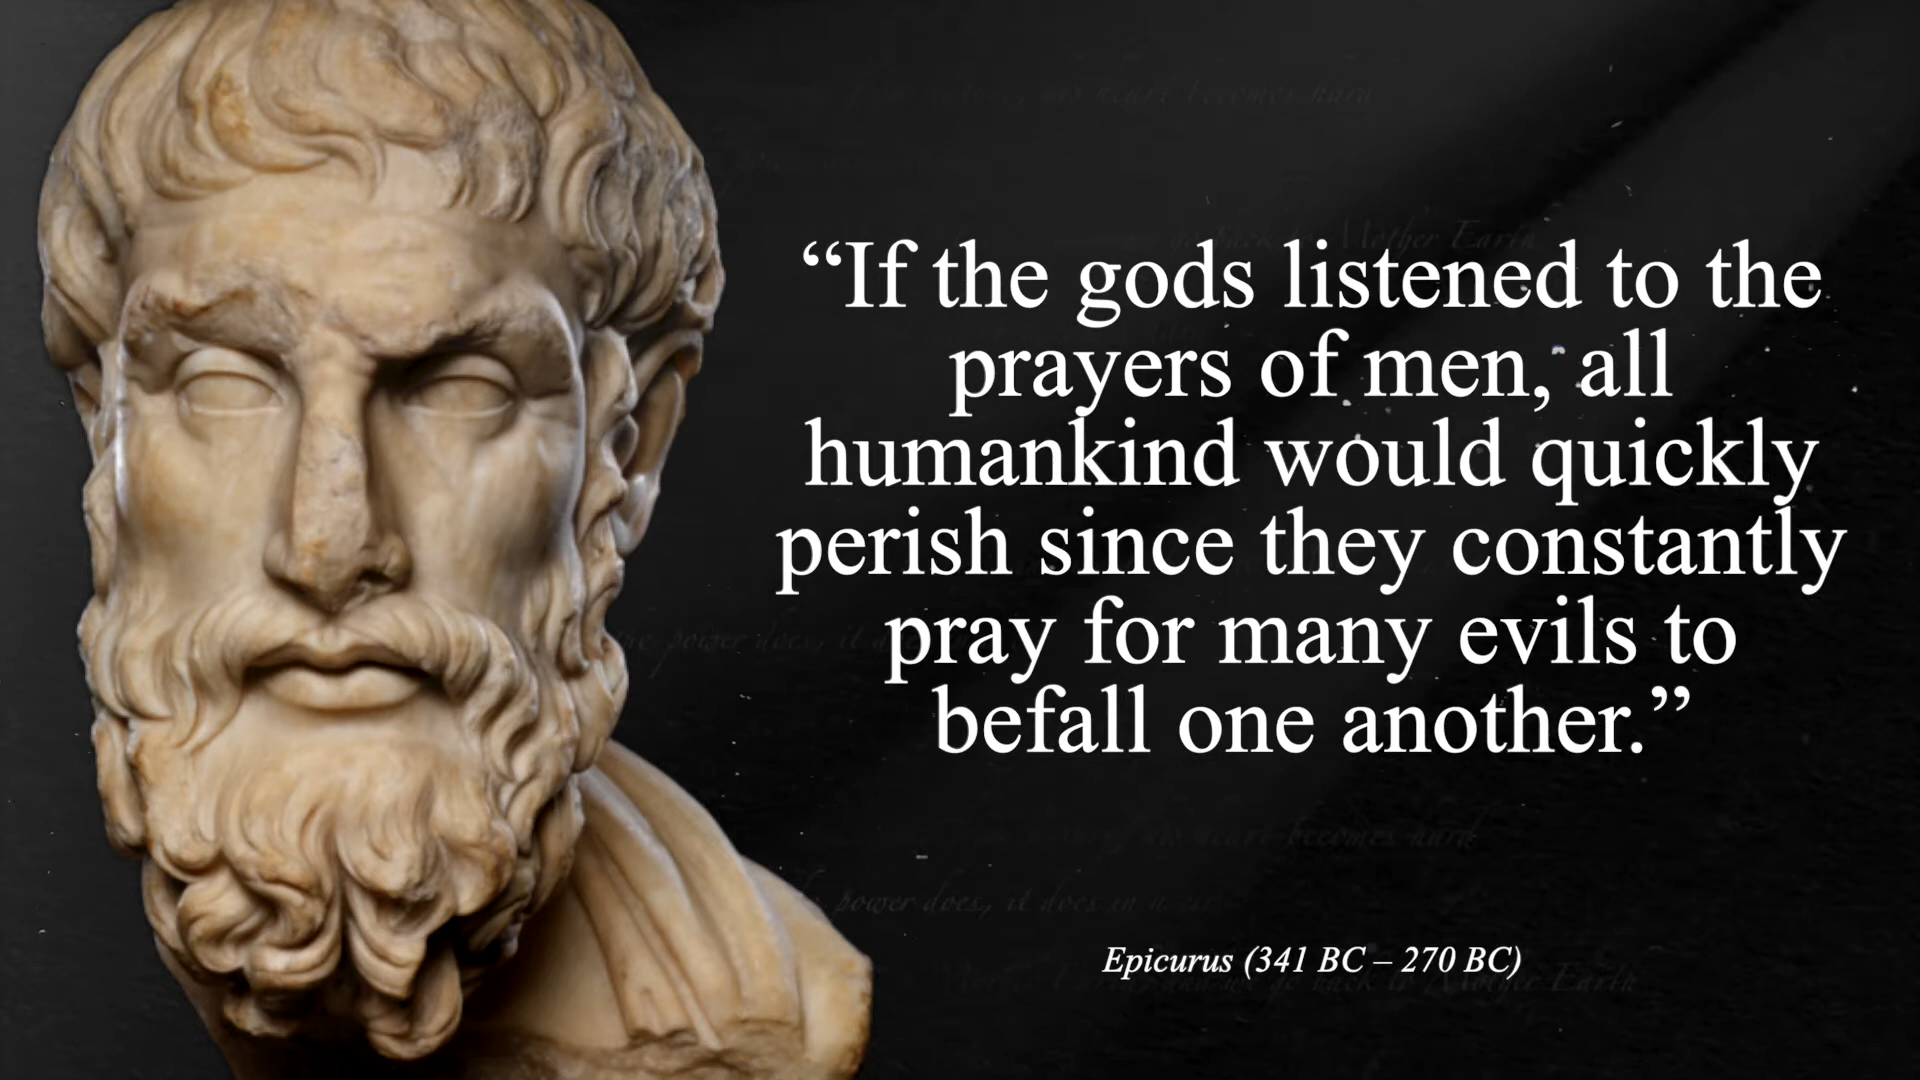 “If the gods listened to the
prayers of men, all
humankind would quickly
perish since they constantly
pray for many evils to
befall one another.”
Epicurus (341 BC – 270 BC)